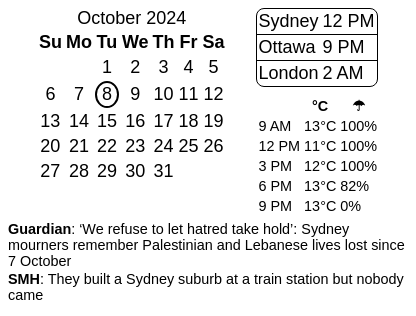 October 2024
Su Mo Tu We Th Fr Sa
1 2 3 4 5
6 7 8 9 10 11 12
13 14 15 16 17 18 19
20 21 22 23 24 25 26
27 28 29 30 31
Sydney 12 PM
Ottawa 9 PM
London 2 AM
°C ☂
9 AM 13°C 100%
12 PM 11°C 100%
3 PM 12°C 100%
6 PM 13°C 82%
9 PM 13°C 0%
Guardian: ‘We refuse to let hatred take hold’: Sydney
mourners remember Palestinian and Lebanese lives lost since
7 October
SMH: They built a Sydney suburb at a train station but nobody
came